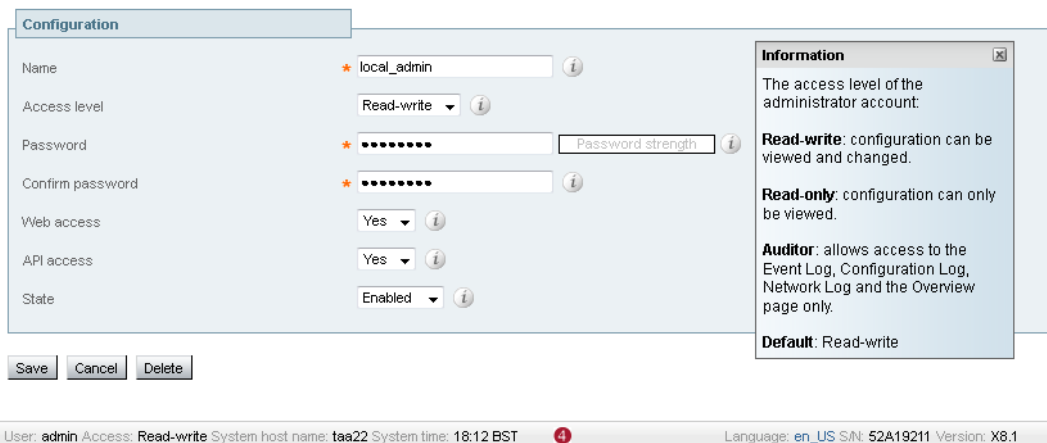 Configuration
Name * local_admin i
Access level Read-write i
Password * •••••••• Password strength i
Confirm password * •••••••• i
Web access Yes i
API access Yes i
State Enabled i
Information
The access level of the
administrator account:
Read-write: configuration can be
viewed and changed.
Read-only: configuration can only
be viewed.
Auditor: allows access to the
Event Log, Configuration Log,
Network Log and the Overview
page only.
Default: Read-write
Save Cancel Delete
User: admin Access: Read-write System host name: taa22 System time: 18:12 BST 4 Language: en_US S/N: 52A19211 Version: X8.1